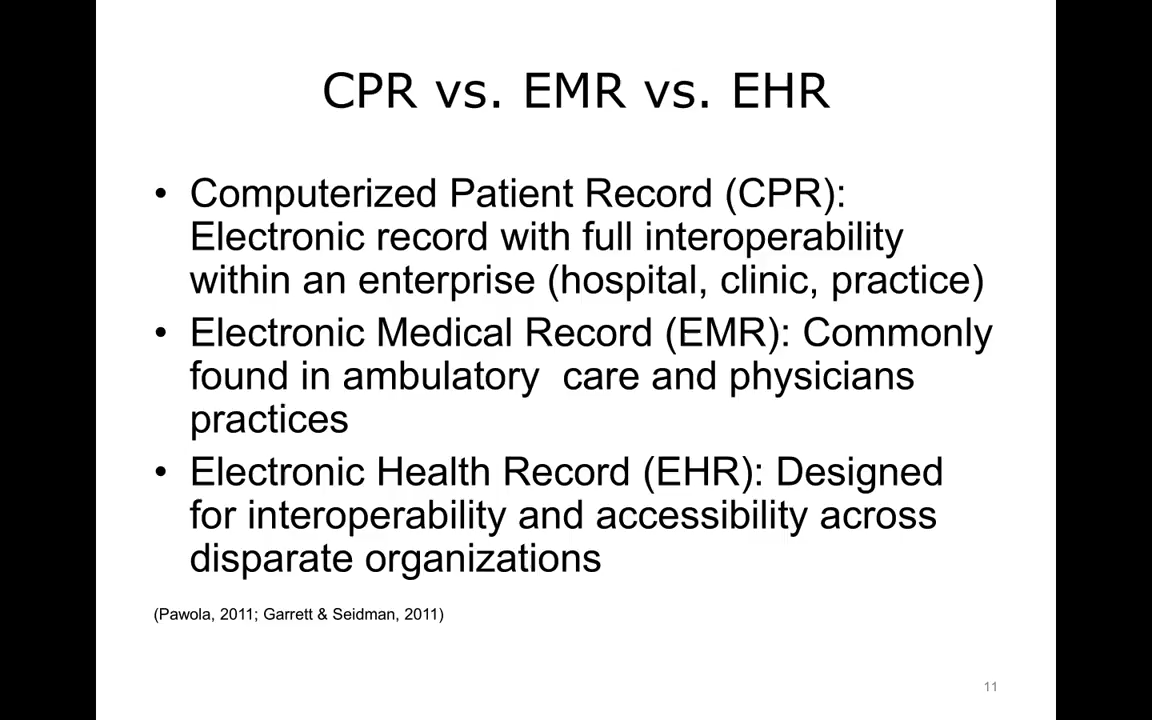 CPR vs. EMR vs. EHR
• Computerized Patient Record (CPR):
Electronic record with full interoperability
within an enterprise (hospital, clinic, practice)
• Electronic Medical Record (EMR): Commonly
found in ambulatory  care and physicians
practices
• Electronic Health Record (EHR): Designed
for interoperability and accessibility across
disparate organizations
(Pawola, 2011; Garrett & Seidman, 2011)
11